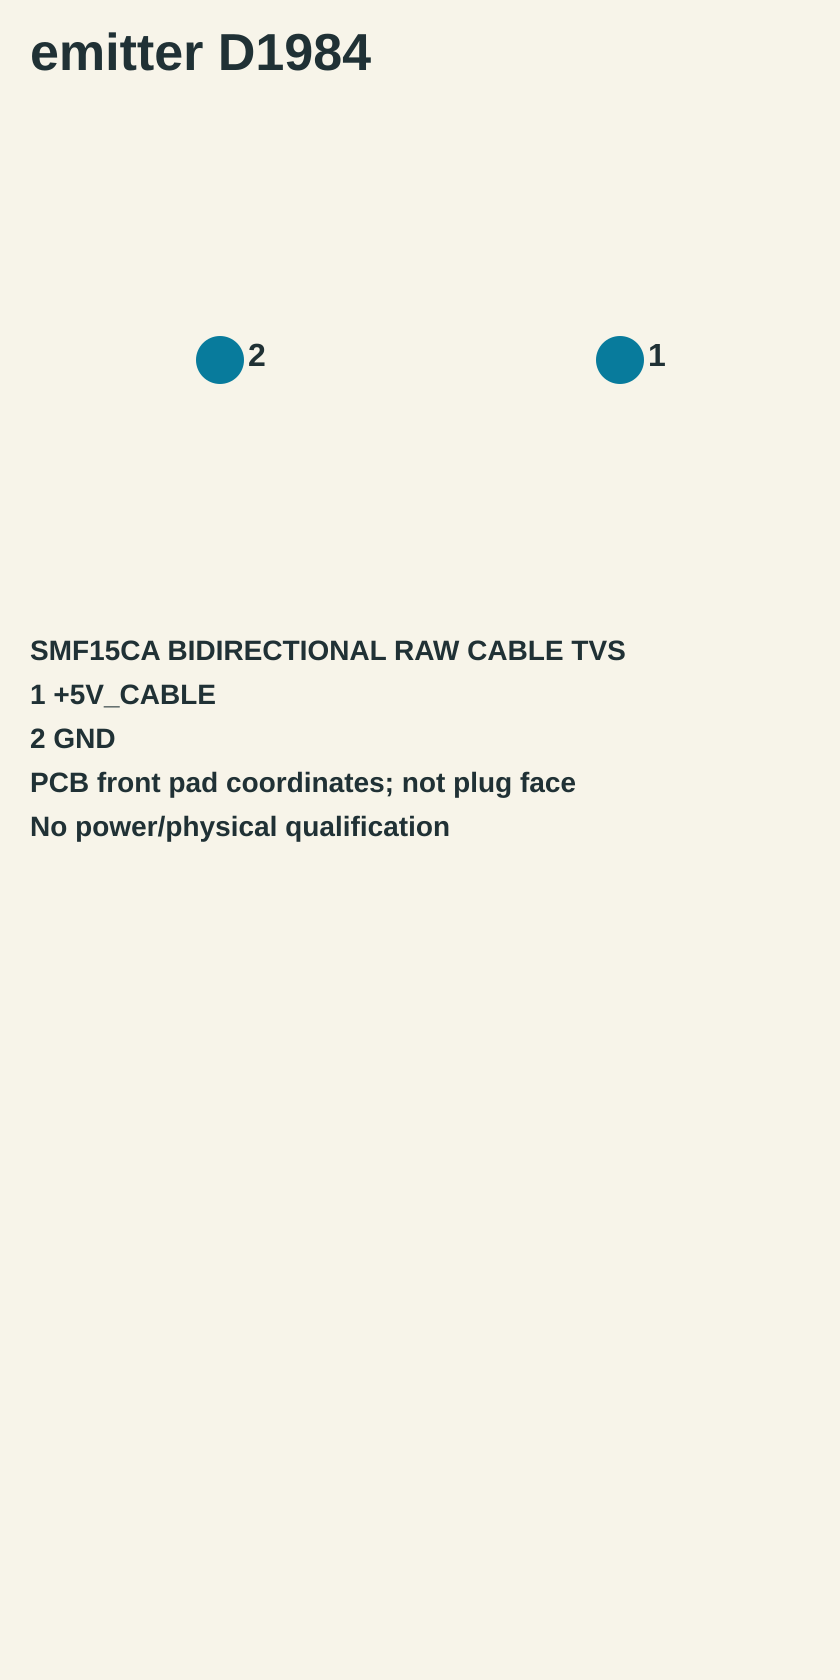 emitter D1984
2
1
SMF15CA BIDIRECTIONAL RAW CABLE TVS
1 +5V_CABLE
2 GND
PCB front pad coordinates; not plug face
No power/physical qualification